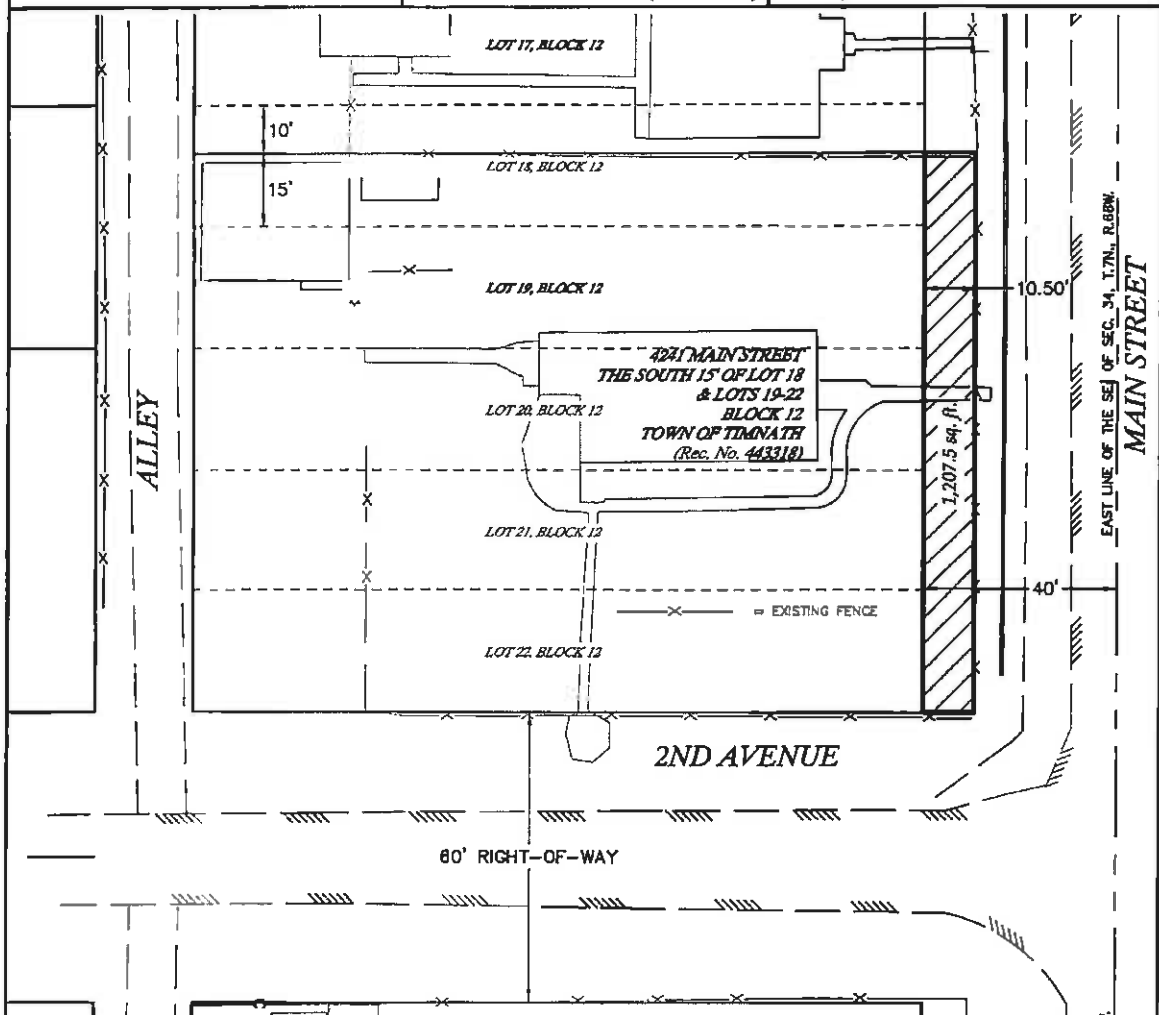 LOT 17, BLOCK 12
10'
15'
LOT 18, BLOCK 12
LOT 19, BLOCK 12
10.50'
4241 MAIN STREET
THE SOUTH 15' OF LOT 18
& LOTS 19-22
BLOCK 12
TOWN OF TIMNATH
(Rec. No. 443318)
LOT 20, BLOCK 12
1,207.5 sq. ft.
EAST LINE OF THE SE¼ OF SEC. 34, T.7N., R.68W.
MAIN STREET
ALLEY
LOT 21, BLOCK 12
40'
= EXISTING FENCE
LOT 22, BLOCK 12
2ND AVENUE
60' RIGHT-OF-WAY